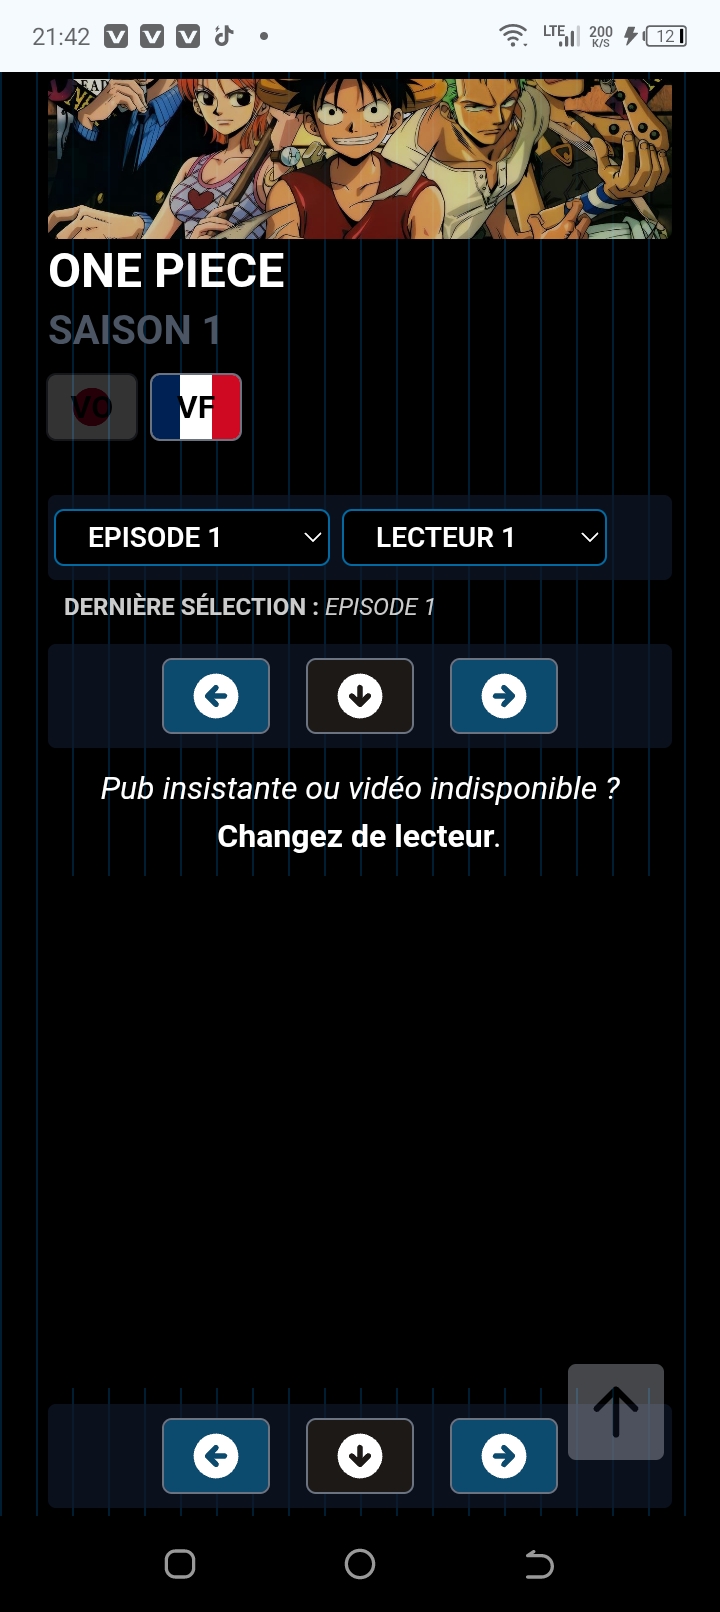 21:42
LTE
200
K/S
12
EAD
ONE PIECE
SAISON 1
VO
VF
EPISODE 1
LECTEUR 1
DERNIÈRE SÉLECTION : EPISODE 1
Pub insistante ou vidéo indisponible ?
Changez de lecteur.